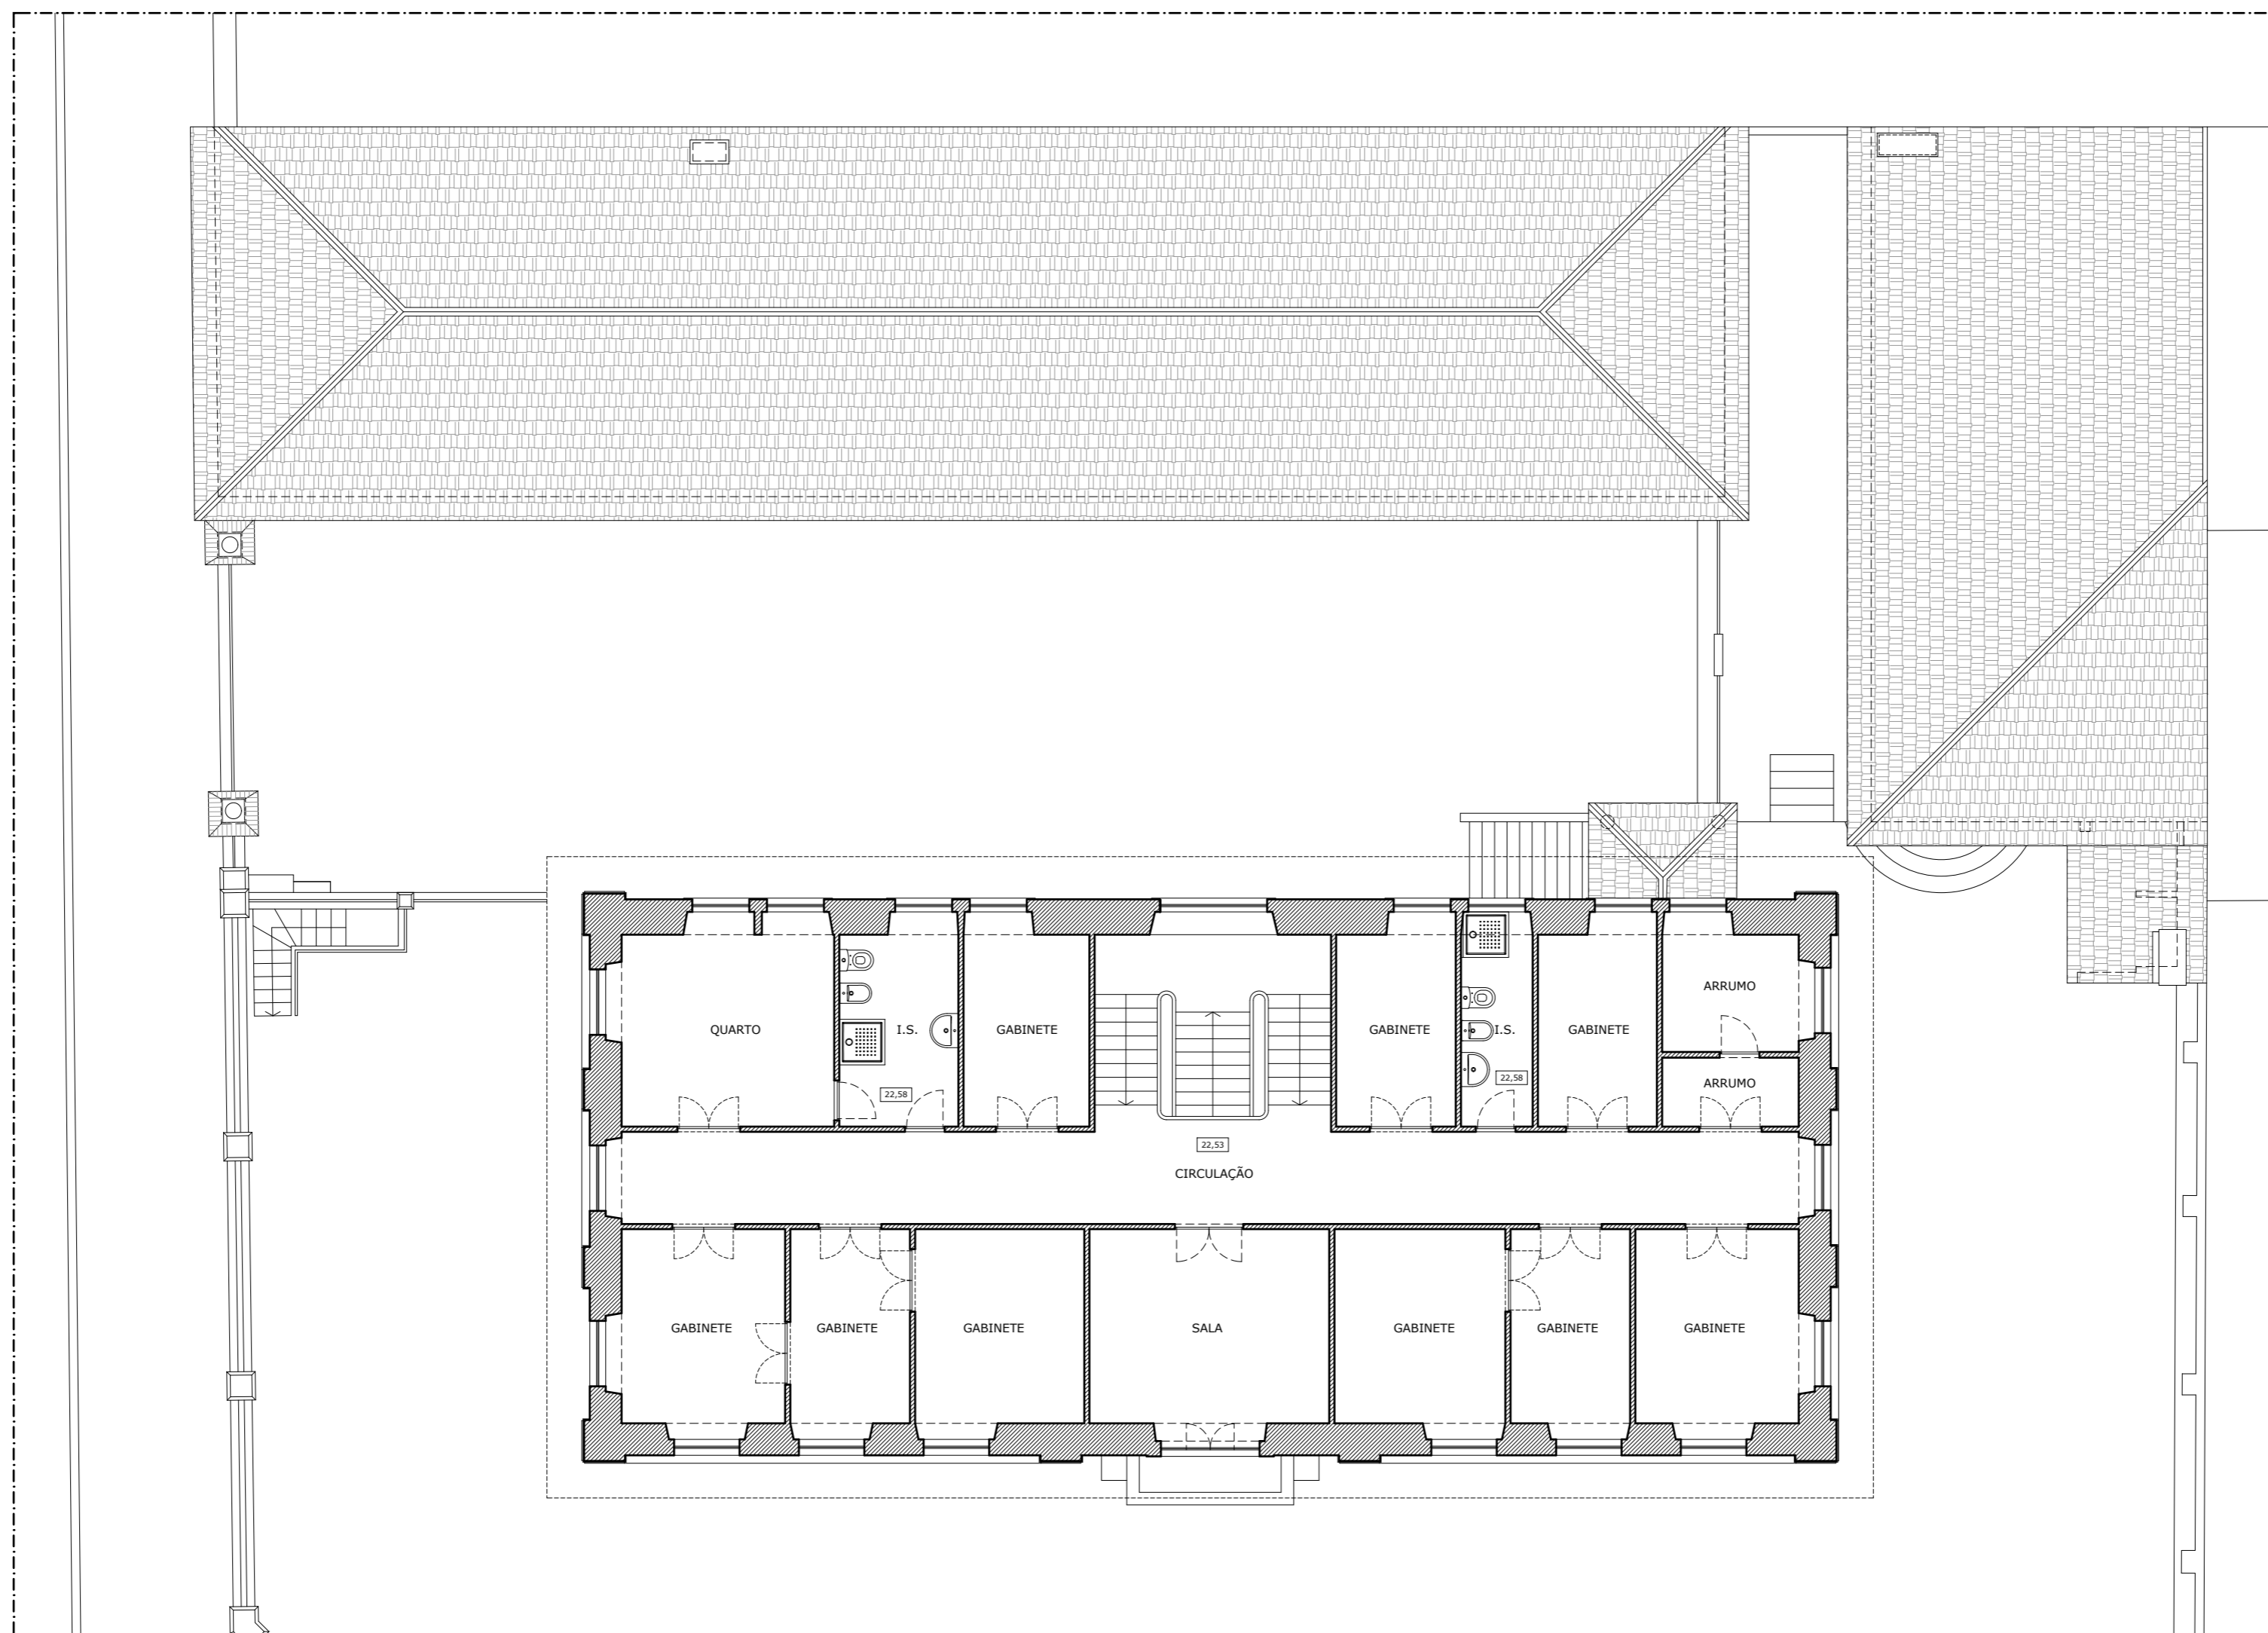 ARRUMO
QUARTO
I.S.
GABINETE
GABINETE
I.S.
GABINETE
22,58
22,58
ARRUMO
22,53
CIRCULAÇÃO
GABINETE
GABINETE
GABINETE
SALA
GABINETE
GABINETE
GABINETE